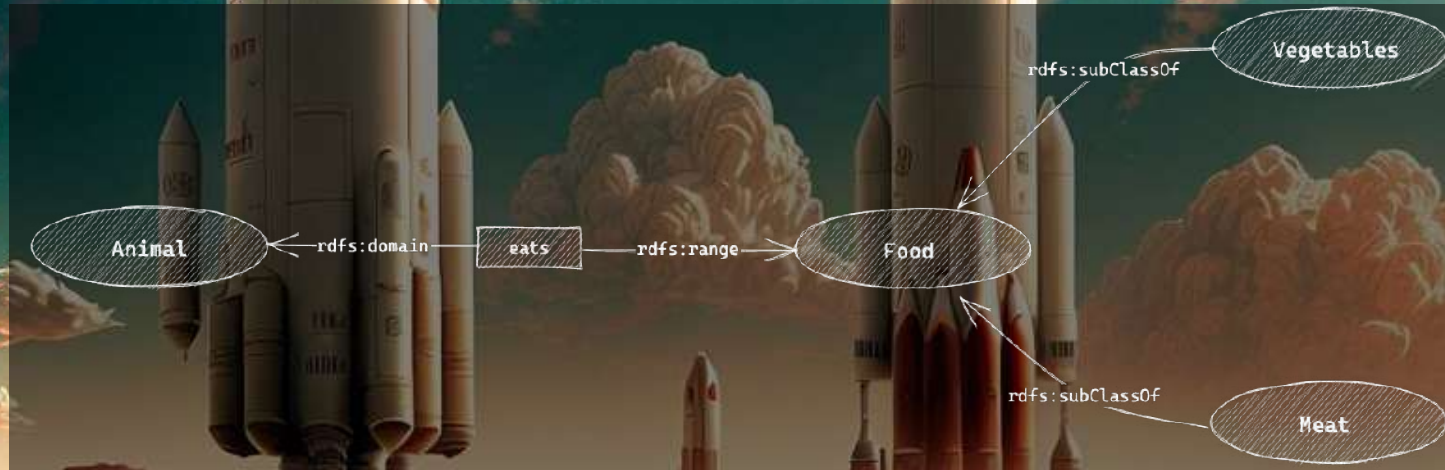 Vegetables
rdfs:subClassOf
Animal
rdfs:domain
eats
rdfs:range
Food
rdfs:subClassOf
Meat